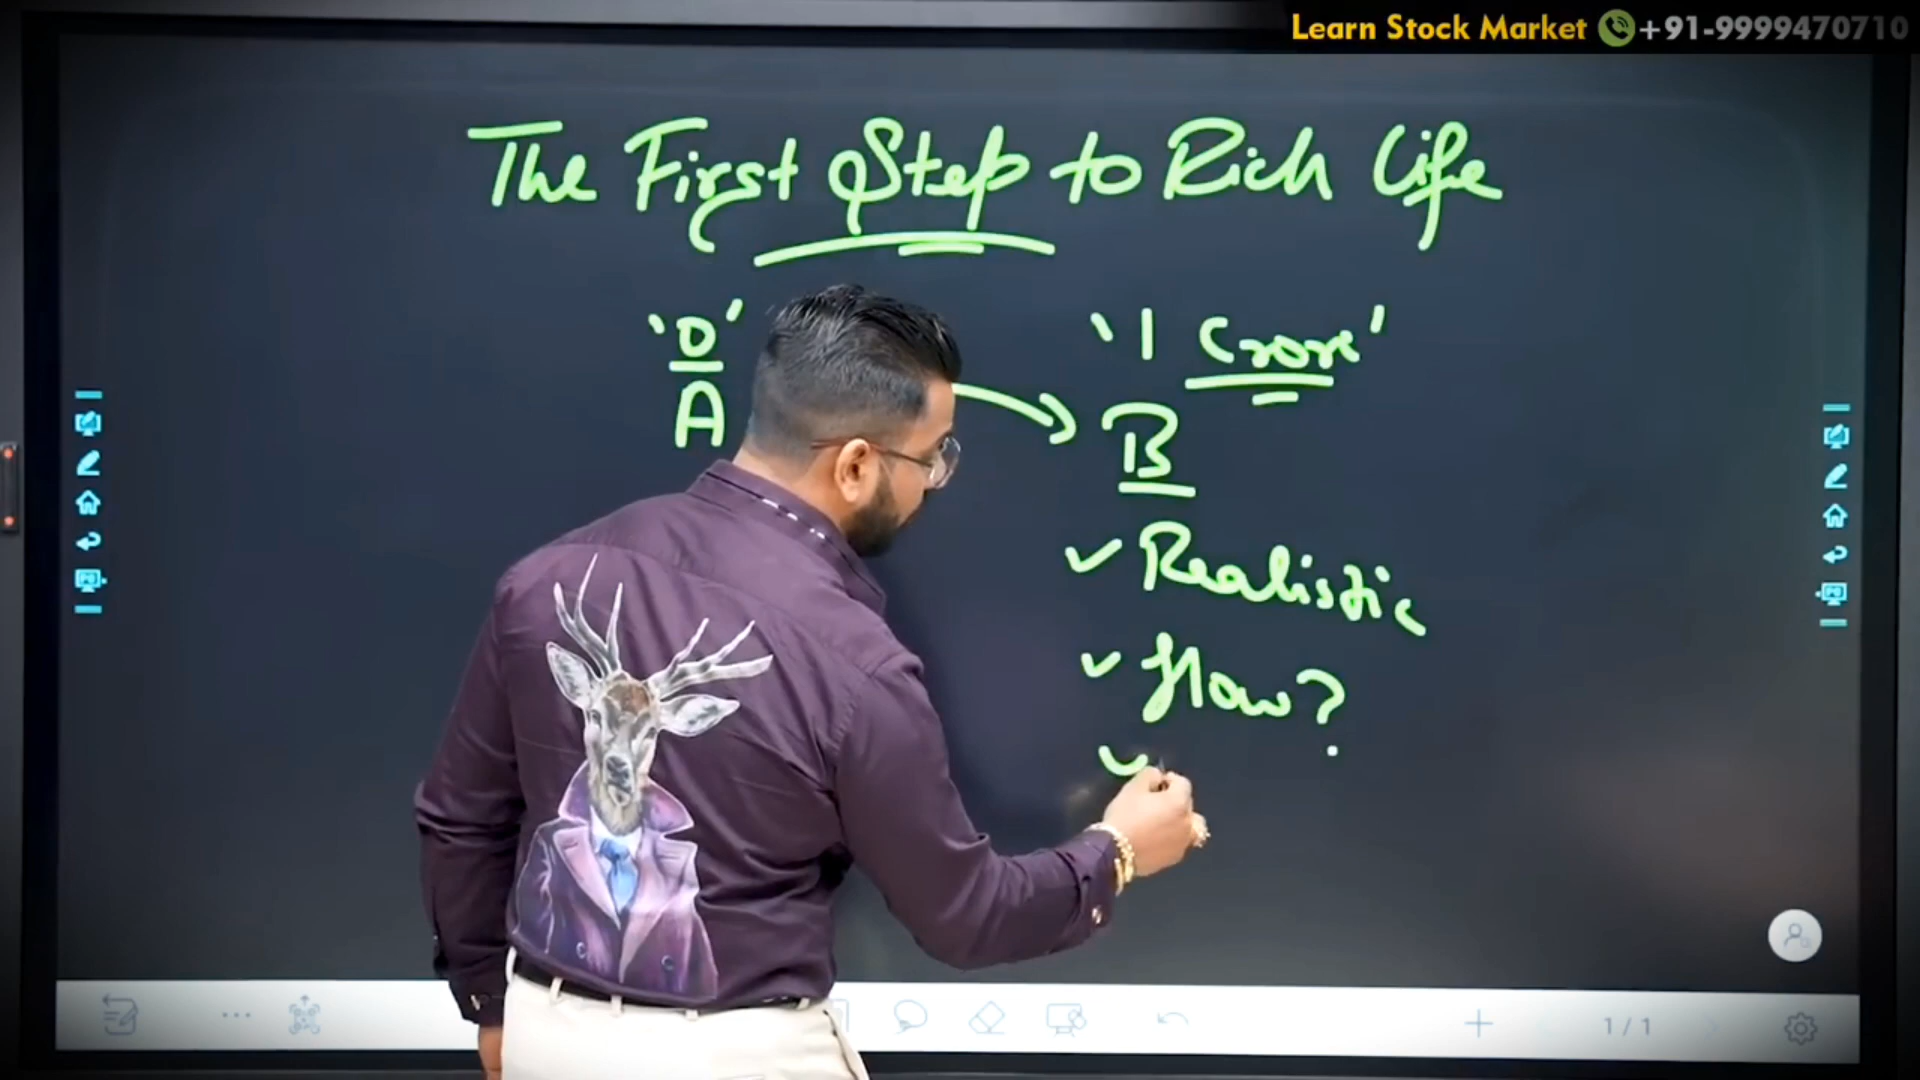 Learn Stock Market +91-9999470710
The First Step to Rich Life
'0' '1 Crore'
A B
Realistic
How?
1/1